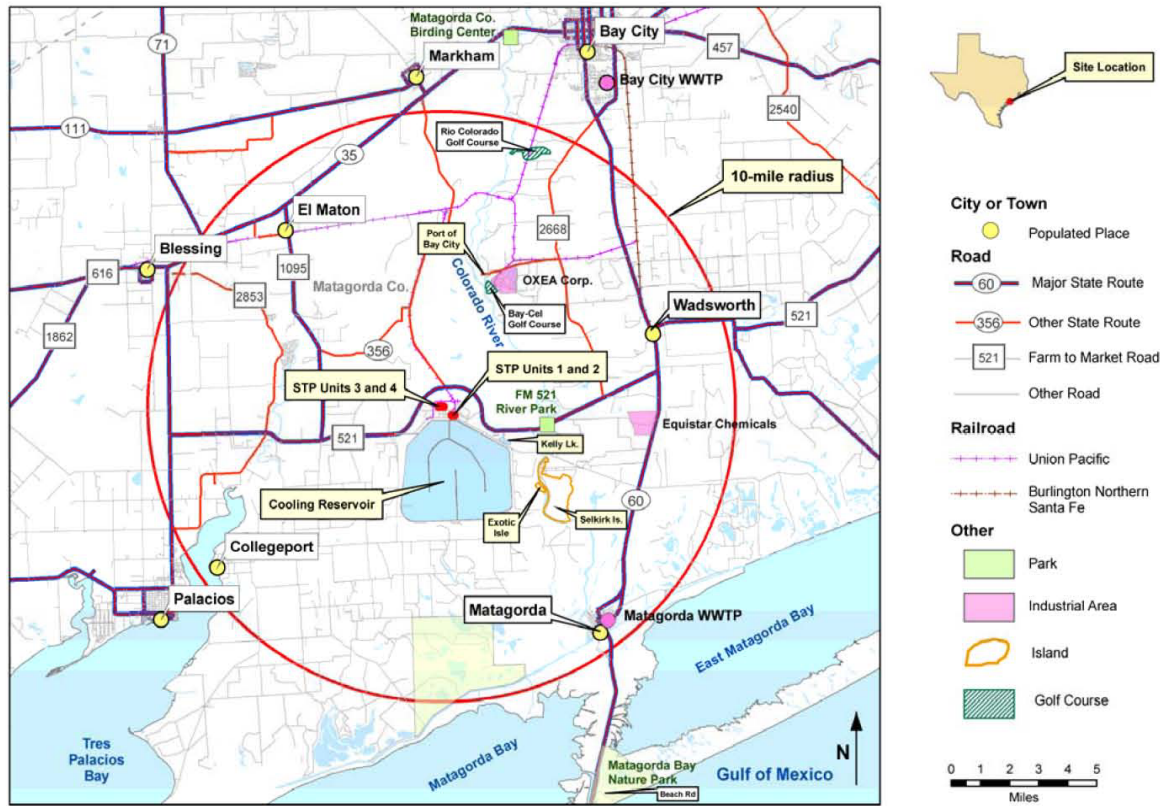 Matagorda Co.
Birding Center
Bay City
71
Markham
457
Bay City WWTP
2540
111
Rio Colorado
Golf Course
35
10-mile radius
El Maton
Port of
Bay City
2668
Blessing
616
1095
Colorado River
OXEA Corp.
2853
Matagorda Co.
Bay-Cel
Golf Course
Wadsworth
521
1862
356
STP Units 3 and 4
STP Units 1 and 2
FM 521
River Park
521
Equistar Chemicals
Kelly Lk.
Cooling Reservoir
Exotic
Isle
Selkirk Is.
60
Collegeport
Palacios
Matagorda
Matagorda WWTP
East Matagorda Bay
Tres
Palacios
Bay
Matagorda Bay
Matagorda Bay
Nature Park
Beach Rd
Gulf of Mexico
N
Site Location
City or Town
Populated Place
Road
60
Major State Route
356
Other State Route
521
Farm to Market Road
Other Road
Railroad
Union Pacific
Burlington Northern
Santa Fe
Other
Park
Industrial Area
Island
Golf Course
0 1 2 3 4 5
Miles